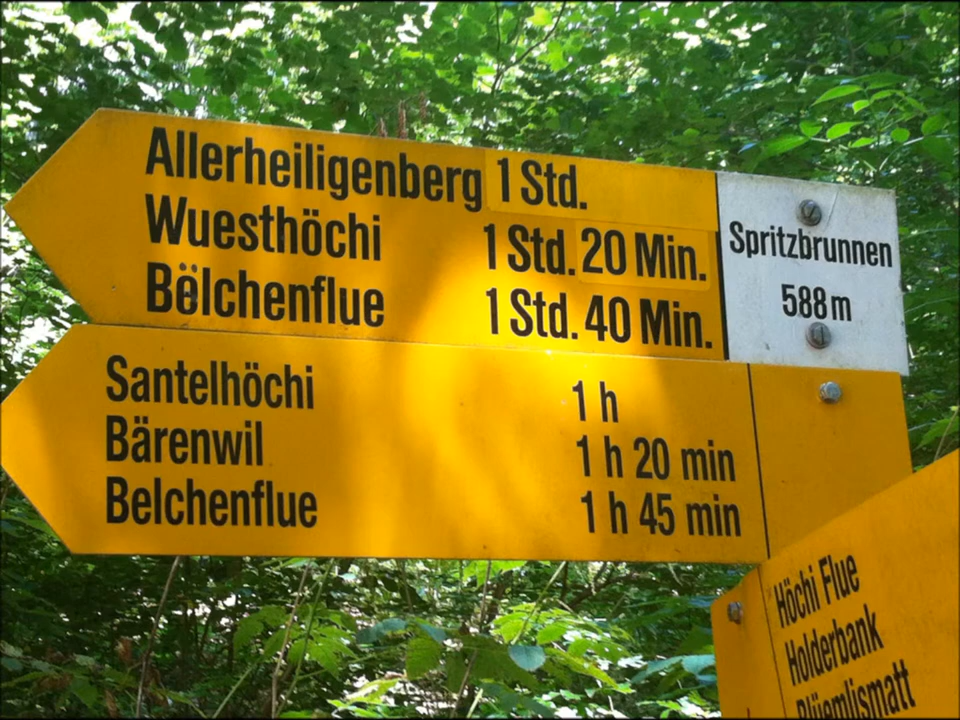 Allerheiligenberg 1 Std.
Wuesthöchi 1 Std. 20 Min.
Bëlchenflue 1 Std. 40 Min.
Spritzbrunnen
588 m
Santelhöchi 1 h
Bärenwil 1 h 20 min
Belchenflue 1 h 45 min
Höchi Flue
Holderbank
Blüemlismatt